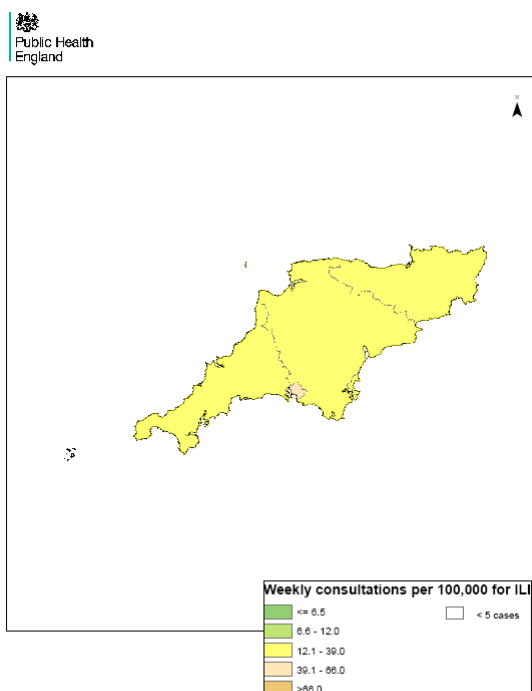 Public Health
England
Weekly consultations per 100,000 for ILI
<= 6.5
< 5 cases
6.6 - 12.0
12.1 - 39.0
39.1 - 66.0
>66.0